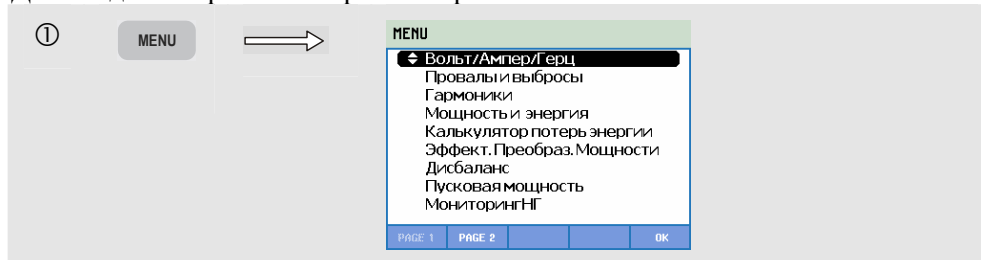 ①
MENU
MENU
Вольт/Ампер/Герц
Провалы и выбросы
Гармоники
Мощность и энергия
Калькулятор потерь энергии
Эффект. Преобраз. Мощности
Дисбаланс
Пусковая мощность
МониторингНГ
PAGE 1 PAGE 2 OK